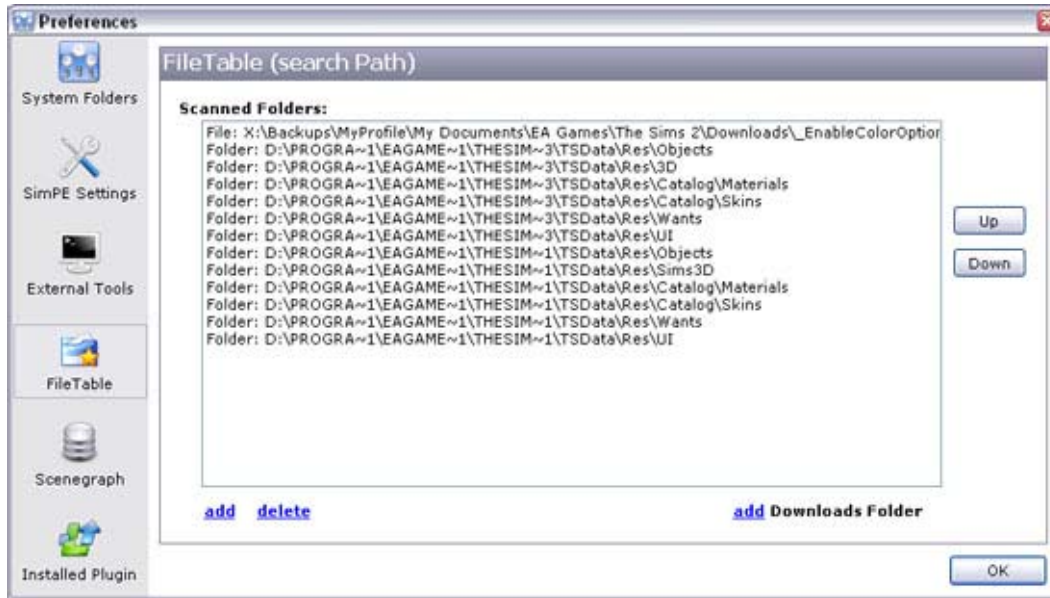 Preferences
System Folders
SimPE Settings
External Tools
FileTable
Scenegraph
Installed Plugin
FileTable (search Path)
Scanned Folders:
File: X:\Backups\MyProfile\My Documents\EA Games\The Sims 2\Downloads\_EnableColorOption
Folder: D:\PROGRA~1\EAGAME~1\THESIM~3\TSData\Res\Objects
Folder: D:\PROGRA~1\EAGAME~1\THESIM~3\TSData\Res\3D
Folder: D:\PROGRA~1\EAGAME~1\THESIM~3\TSData\Res\Catalog\Materials
Folder: D:\PROGRA~1\EAGAME~1\THESIM~3\TSData\Res\Catalog\Skins
Folder: D:\PROGRA~1\EAGAME~1\THESIM~3\TSData\Res\Wants
Folder: D:\PROGRA~1\EAGAME~1\THESIM~3\TSData\Res\UI
Folder: D:\PROGRA~1\EAGAME~1\THESIM~1\TSData\Res\Objects
Folder: D:\PROGRA~1\EAGAME~1\THESIM~1\TSData\Res\Sims3D
Folder: D:\PROGRA~1\EAGAME~1\THESIM~1\TSData\Res\Catalog\Materials
Folder: D:\PROGRA~1\EAGAME~1\THESIM~1\TSData\Res\Catalog\Skins
Folder: D:\PROGRA~1\EAGAME~1\THESIM~1\TSData\Res\Wants
Folder: D:\PROGRA~1\EAGAME~1\THESIM~1\TSData\Res\UI
Up
Down
add delete
add Downloads Folder
OK